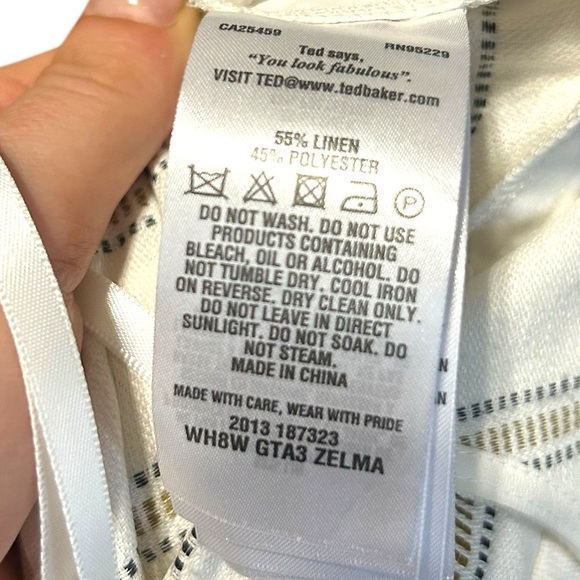 CA25459 RN95229
Ted says,
"You look fabulous".
VISIT TED@www.tedbaker.com
55% LINEN
45% POLYESTER
P
DO NOT WASH. DO NOT USE
PRODUCTS CONTAINING
BLEACH, OIL OR ALCOHOL. DO
NOT TUMBLE DRY. COOL IRON
ON REVERSE. DRY CLEAN ONLY.
DO NOT LEAVE IN DIRECT
SUNLIGHT. DO NOT SOAK. DO
NOT STEAM.
MADE IN CHINA
MADE WITH CARE, WEAR WITH PRIDE
2013 187323
WH8W GTA3 ZELMA
N
N